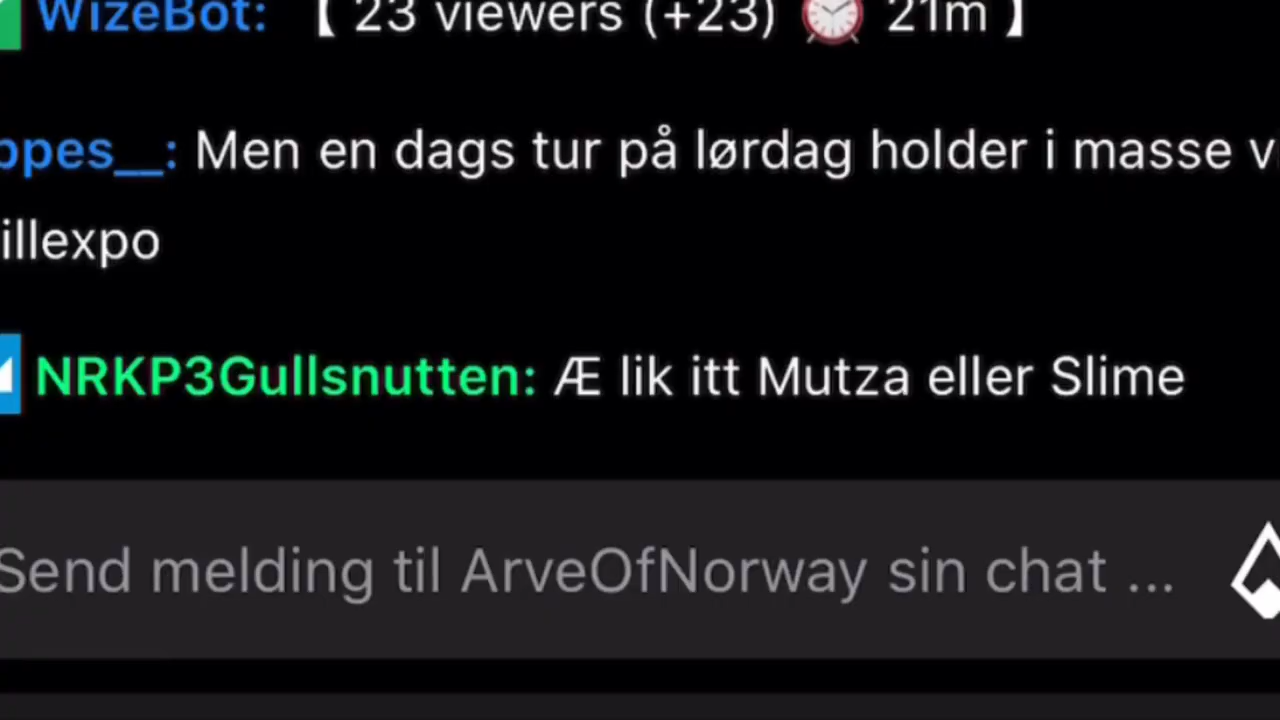 WizeBot: 【 23 viewers (+23) ⏰ 21m 】
ppes__: Men en dags tur på lørdag holder i masse v
illexpo
NRKP3Gullsnutten: Æ lik itt Mutza eller Slime
Send melding til ArveOfNorway sin chat ...